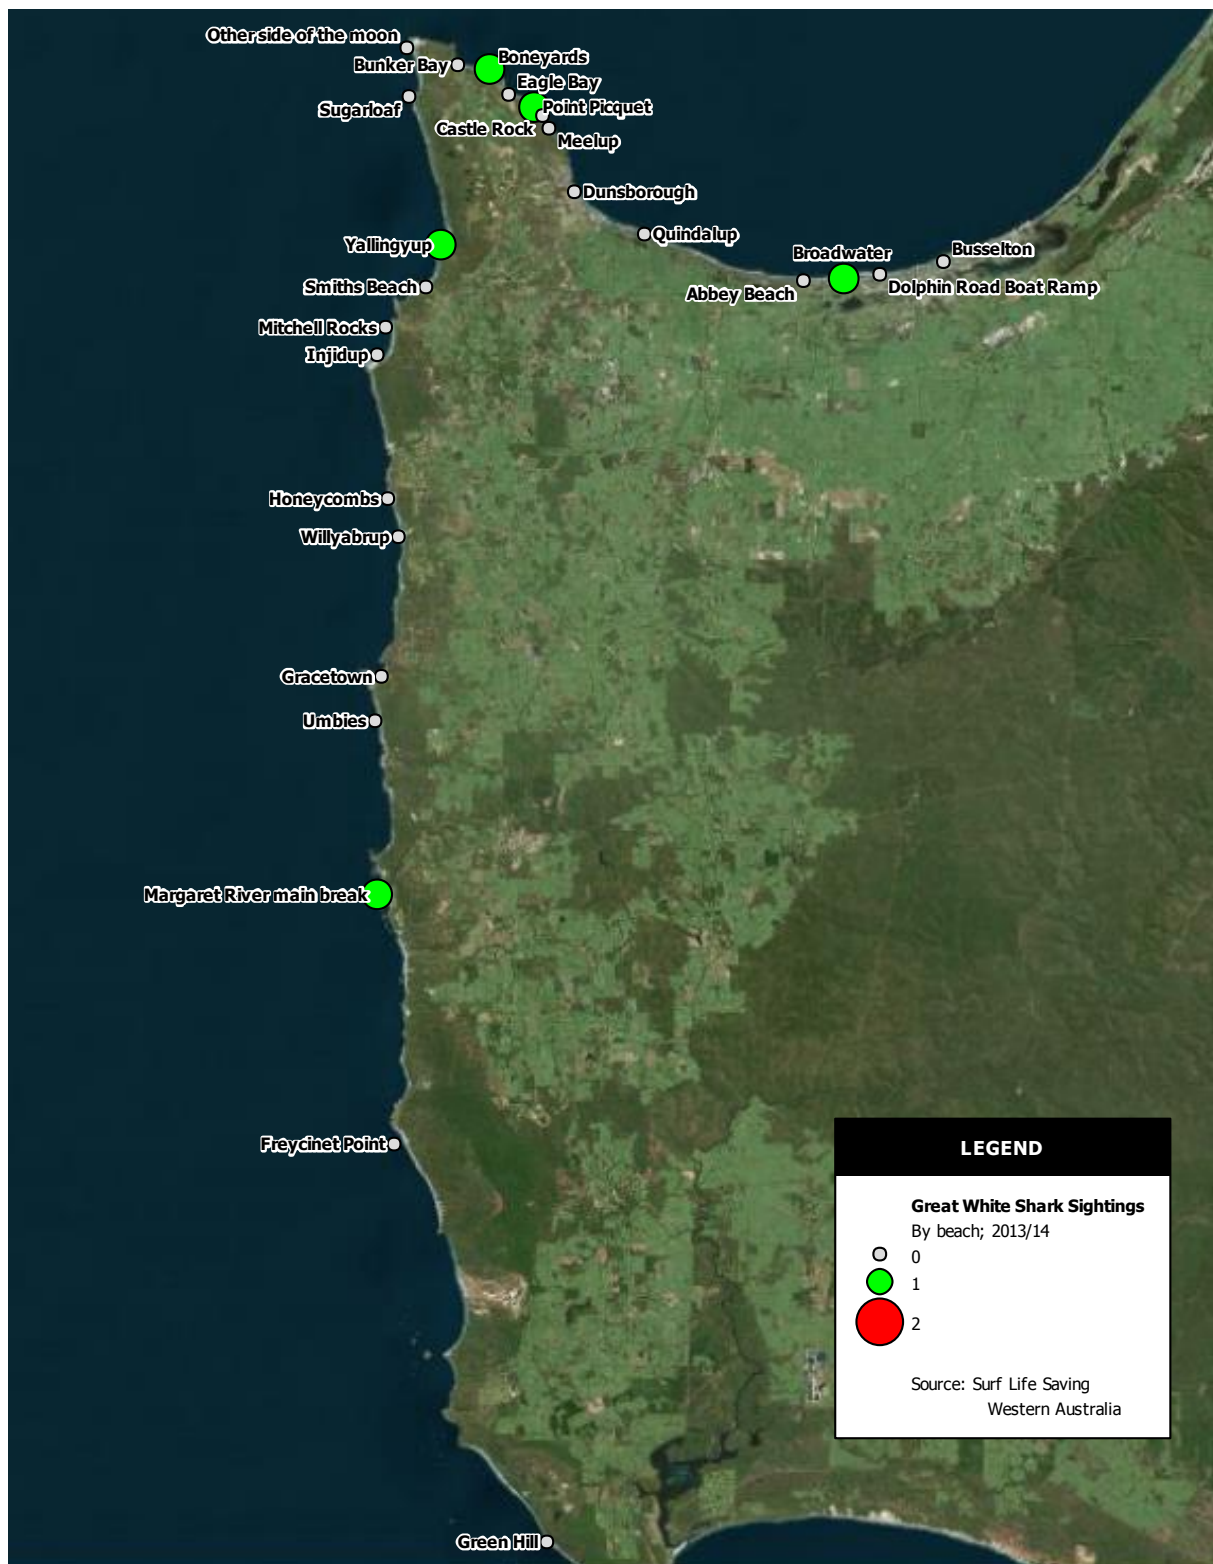 Other side of the moon
Boneyards
Bunker Bay
Eagle Bay
Sugarloaf
Point Picquet
Castle Rock
Meelup
Dunsborough
Quindalup
Yallingyup
Broadwater
Busselton
Smiths Beach
Abbey Beach
Dolphin Road Boat Ramp
Mitchell Rocks
Injidup
Honeycombs
Willyabrup
Gracetown
Umbies
Margaret River main break
Freycinet Point
LEGEND
Great White Shark Sightings
By beach; 2013/14
0
1
2
Source: Surf Life Saving
Western Australia
Green Hill